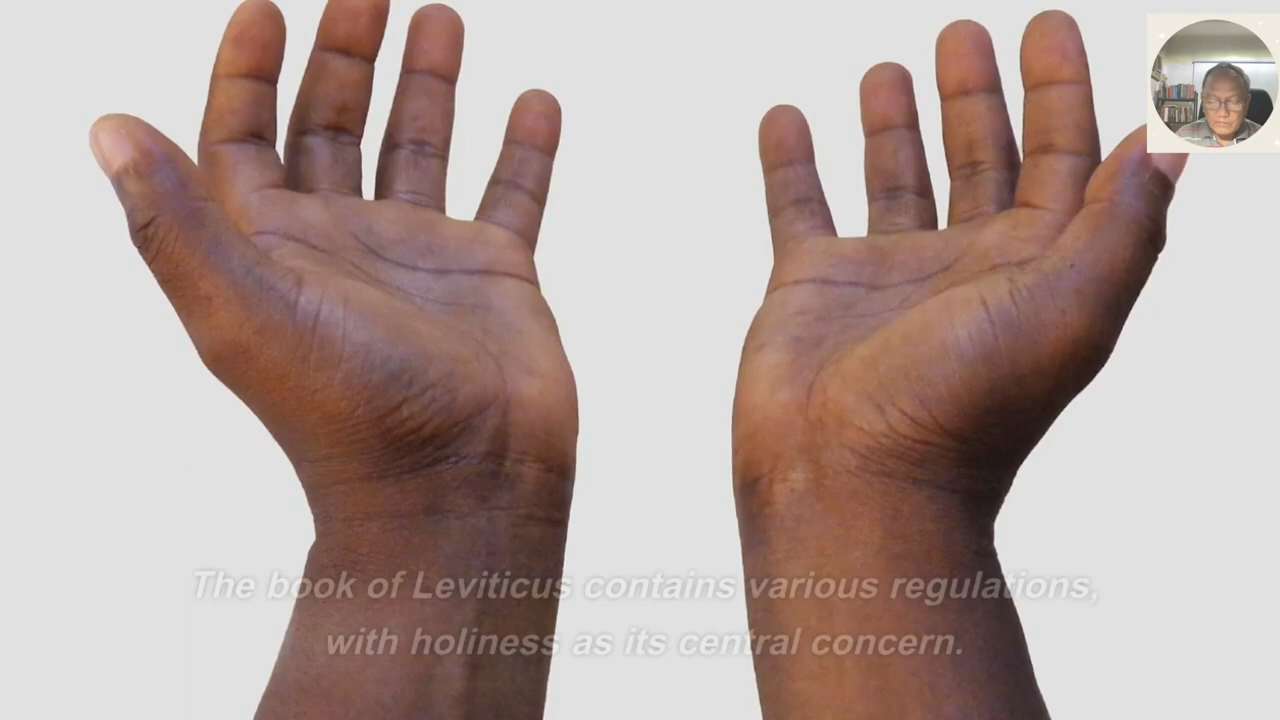 The book of Leviticus contains various regulations,
with holiness as its central concern.